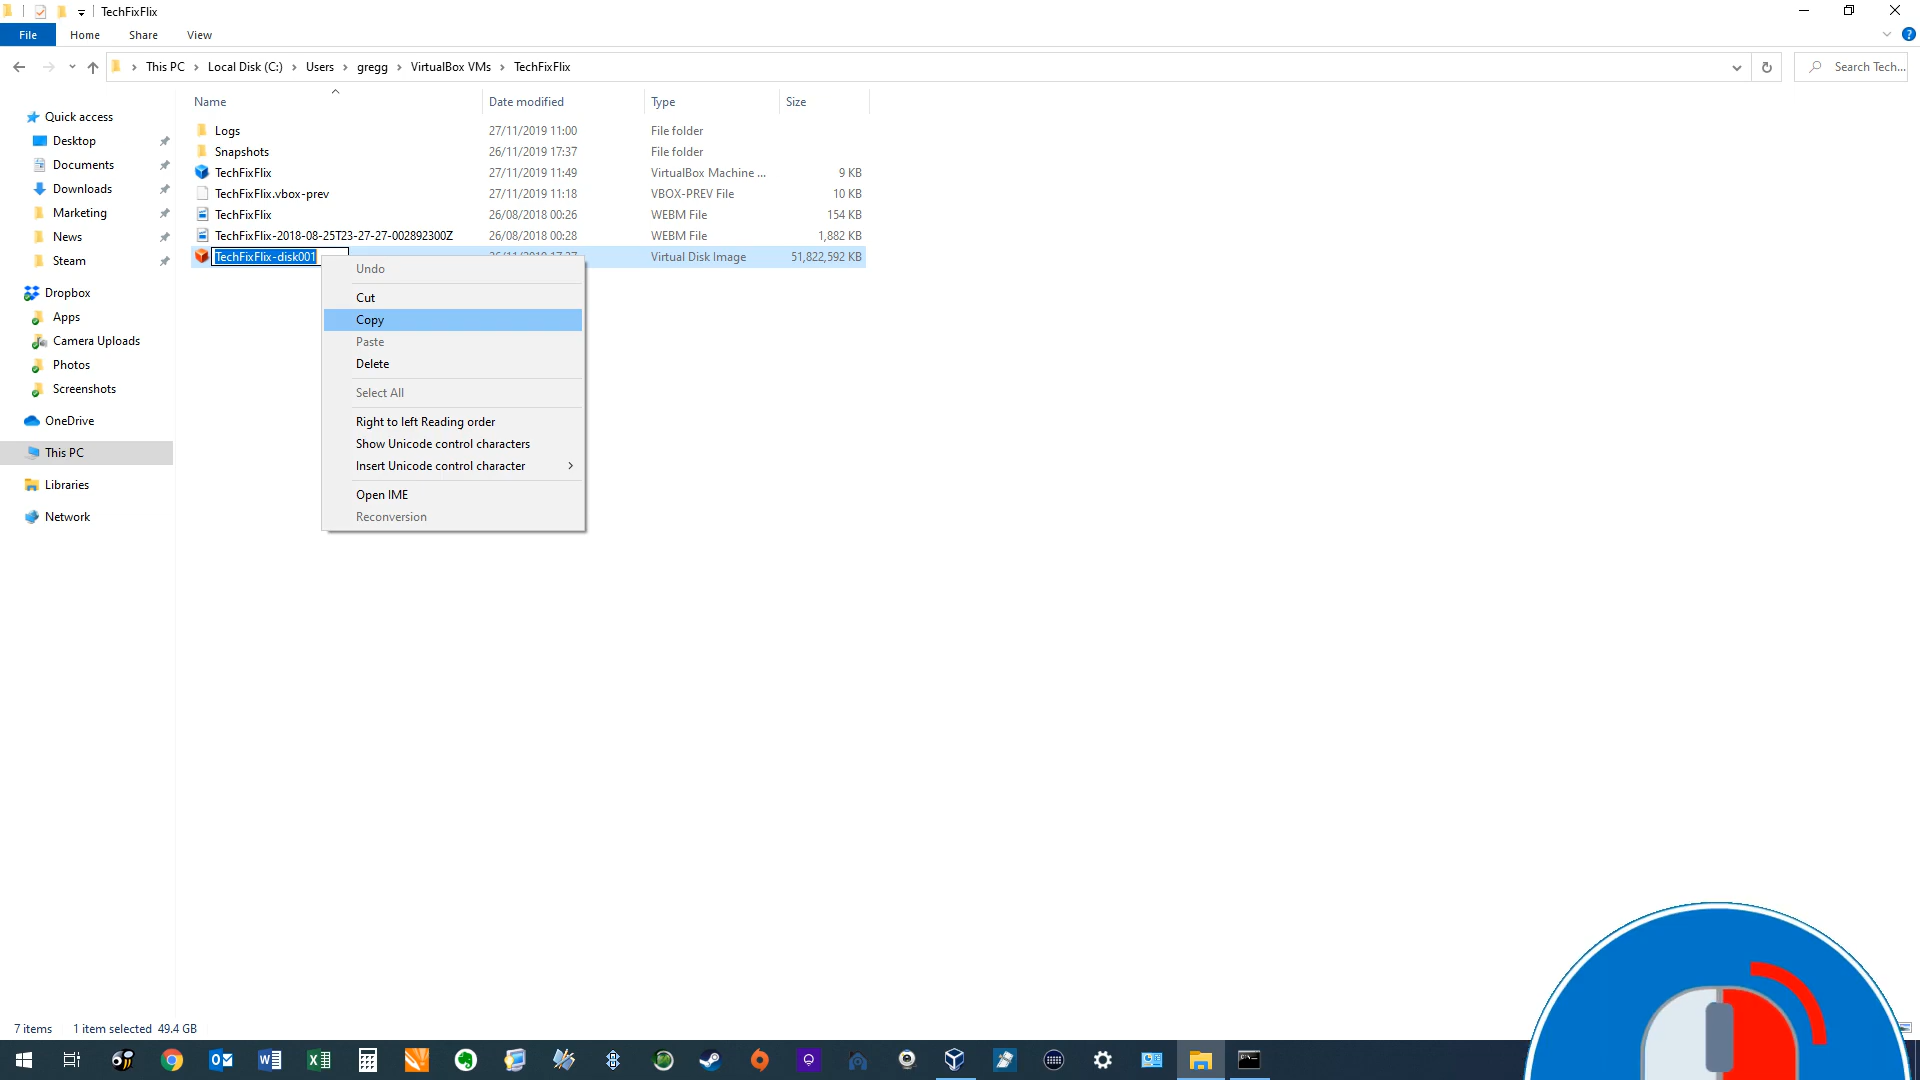 TechFixFlix
File Home Share View
This PC Local Disk (C:) Users gregg VirtualBox VMs TechFixFlix
Search Tech...
Name Date modified Type Size
Quick access
Desktop
Documents
Downloads
Marketing
News
Steam
Dropbox
Apps
Camera Uploads
Photos
Screenshots
OneDrive
This PC
Libraries
Network
Logs 27/11/2019 11:00 File folder
Snapshots 26/11/2019 17:37 File folder
TechFixFlix 27/11/2019 11:49 VirtualBox Machine ... 9 KB
TechFixFlix.vbox-prev 27/11/2019 11:18 VBOX-PREV File 10 KB
TechFixFlix 26/08/2018 00:26 WEBM File 154 KB
TechFixFlix-2018-08-25T23-27-27-002892300Z 26/08/2018 00:28 WEBM File 1,882 KB
TechFixFlix-disk001 Virtual Disk Image 51,822,592 KB
Undo
Cut
Copy
Paste
Delete
Select All
Right to left Reading order
Show Unicode control characters
Insert Unicode control character
Open IME
Reconversion
7 items 1 item selected 49.4 GB